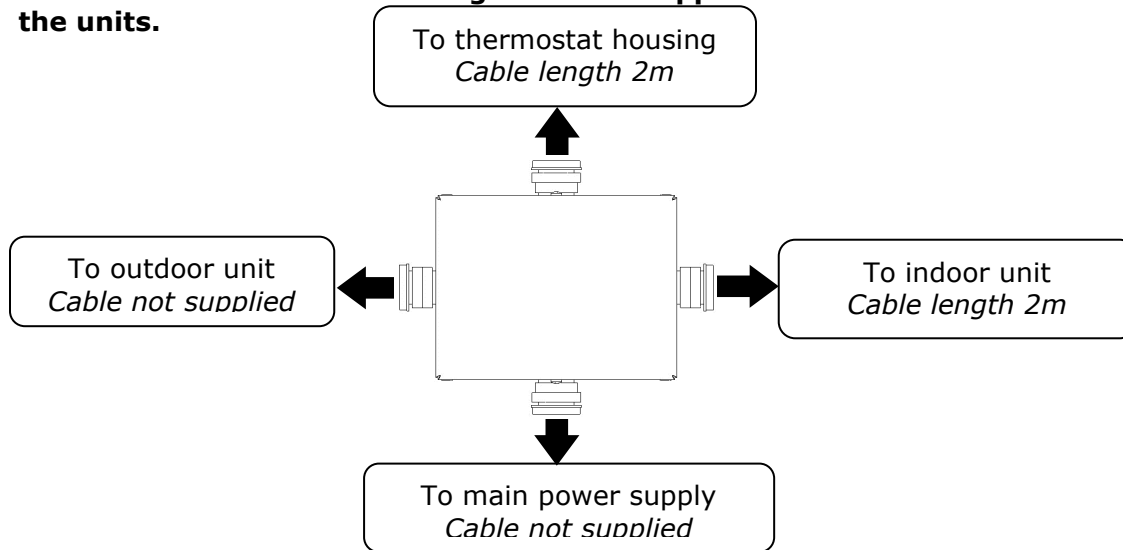 the units.
To thermostat housing
Cable length 2m
To outdoor unit
Cable not supplied
To indoor unit
Cable length 2m
To main power supply
Cable not supplied